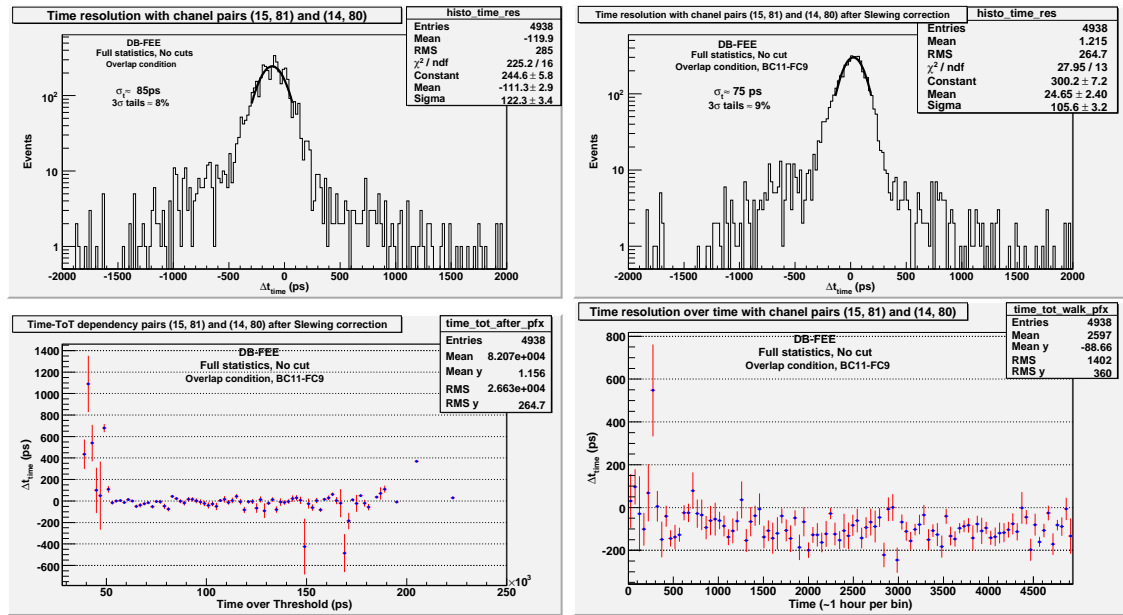 Time resolution with chanel pairs (15, 81) and (14, 80)
histo_time_res
Entries 4938
Mean -119.9
RMS 285
χ² / ndf 225.2 / 16
Constant 244.6 ± 5.8
Mean -111.3 ± 2.9
Sigma 122.3 ± 3.4
DB-FEE
Full statistics, No cuts
Overlap condition
σt≈ 85ps
3σ tails ≈ 8%
Events
10²
10
1
-2000 -1500 -1000 -500 0 500 1000 1500 2000
Δt_time (ps)
Time resolution with chanel pairs (15, 81) and (14, 80) after Slewing correction
histo_time_res
Entries 4938
Mean 1.215
RMS 264.7
χ² / ndf 27.95 / 13
Constant 300.2 ± 7.2
Mean 24.65 ± 2.40
Sigma 105.6 ± 3.2
DB-FEE
Full statistics, No cut
Overlap condition, BC11-FC9
σt≈ 75 ps
3σ tails ≈ 9%
Events
10²
10
1
-2000 -1500 -1000 -500 0 500 1000 1500 2000
Δt_time (ps)
Time-ToT dependency pairs (15, 81) and (14, 80) after Slewing correction
time_tot_after_pfx
Entries 4938
Mean 8.207e+004
Mean y 1.156
RMS 2.663e+004
RMS y 264.7
DB-FEE
Full statistics, No cut
Overlap condition, BC11-FC9
Δt_time (ps)
1400
1200
1000
800
600
400
200
0
-200
-400
-600
50 100 150 200 250
×10³
Time over Threshold (ps)
Time resolution over time with chanel pairs (15, 81) and (14, 80)
time_tot_walk_pfx
Entries 4938
Mean 2597
Mean y -88.66
RMS 1402
RMS y 360
DB-FEE
Full statistics, No cut
Overlap condition, BC11-FC9
Δt_time (ps)
800
600
400
200
0
-200
0 500 1000 1500 2000 2500 3000 3500 4000 4500
Time (~1 hour per bin)